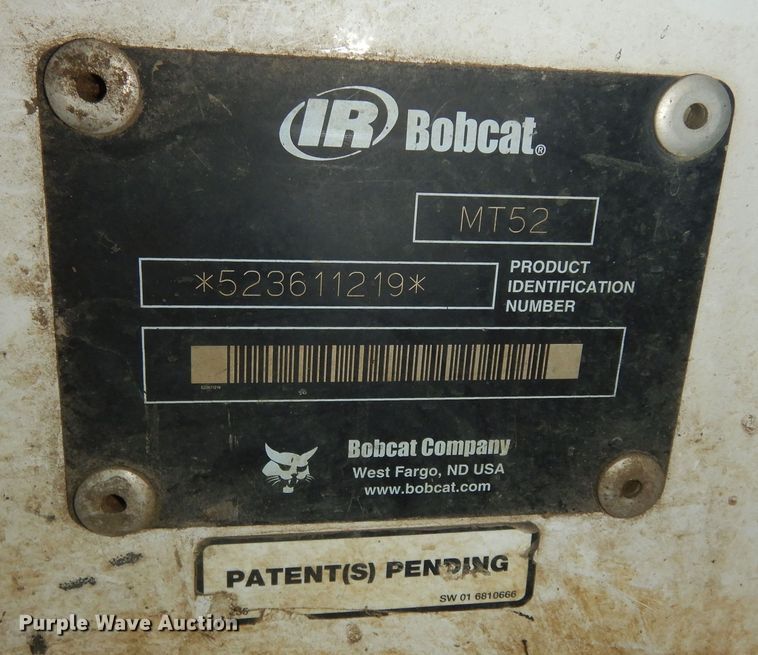 IR Bobcat®
MT52
*523611219*
PRODUCT
IDENTIFICATION
NUMBER
Bobcat Company
West Fargo, ND USA
www.bobcat.com
PATENT(S) PENDING
SW 01 6810666
Purple Wave Auction